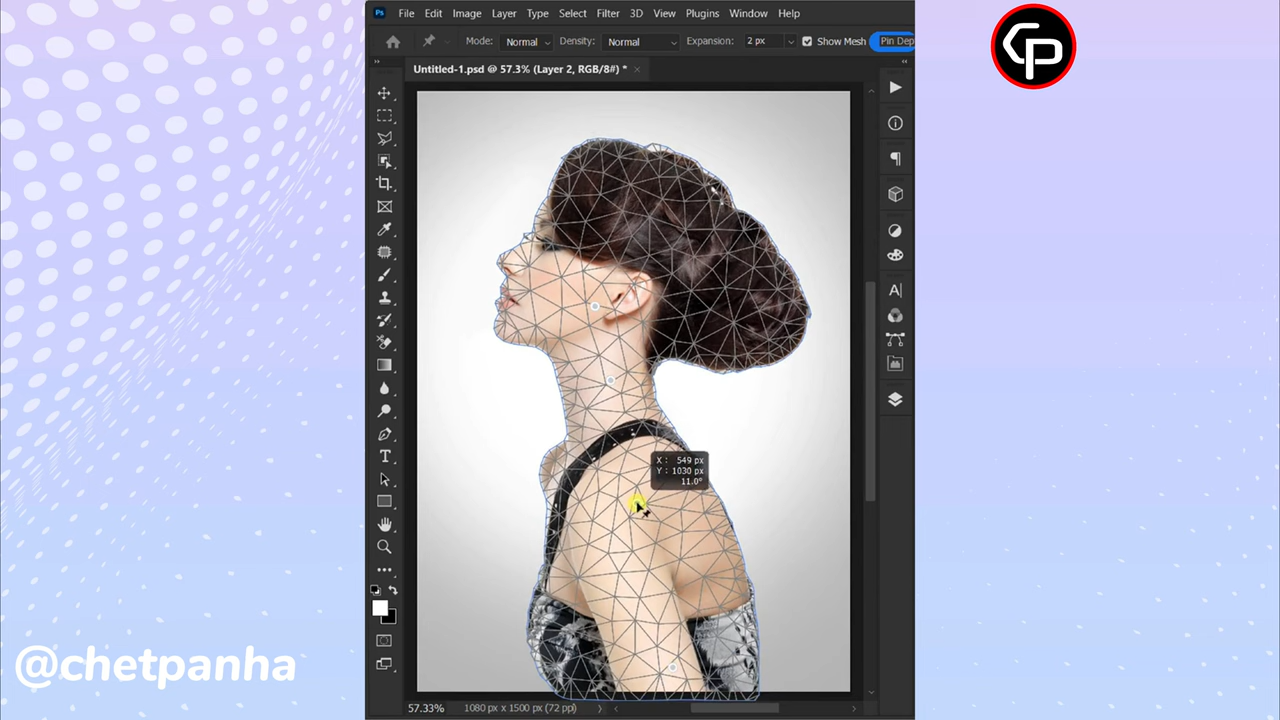 Ps File Edit Image Layer Type Select Filter 3D View Plugins Window Help
Mode: Normal Density: Normal Expansion: 2 px Show Mesh Pin Dep
Untitled-1.psd @ 57.3% (Layer 2, RGB/8#) * ×
CP
X: 549 px
Y: 1030 px
11.0°
@chetpanha
57.33% 1080 px x 1500 px (72 ppi)